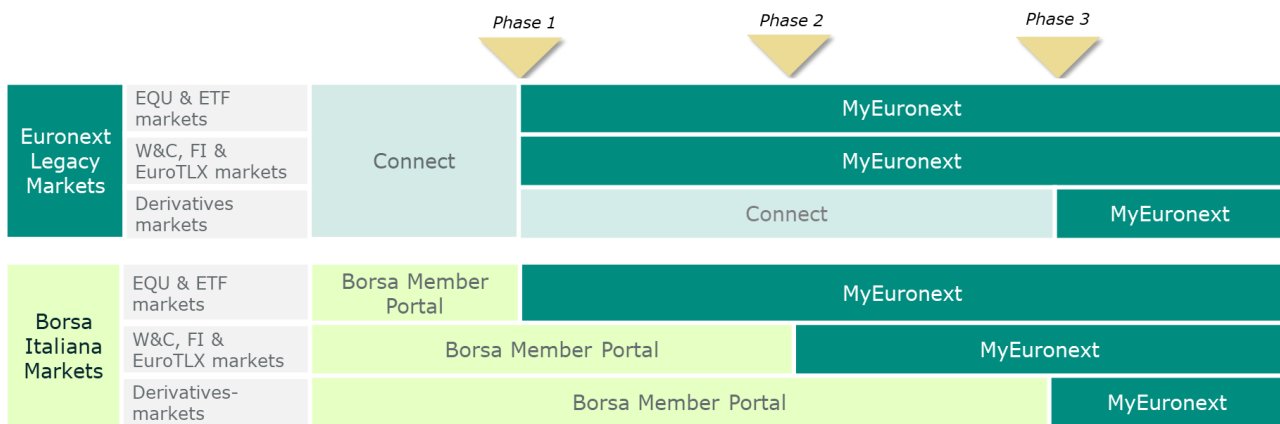 Phase 1
Phase 2
Phase 3
Euronext
Legacy
Markets
EQU & ETF
markets
Connect
MyEuronext
W&C, FI &
EuroTLX markets
MyEuronext
Derivatives
markets
Connect
MyEuronext
Borsa
Italiana
Markets
EQU & ETF
markets
Borsa Member
Portal
MyEuronext
W&C, FI &
EuroTLX markets
Borsa Member Portal
MyEuronext
Derivatives-
markets
Borsa Member Portal
MyEuronext